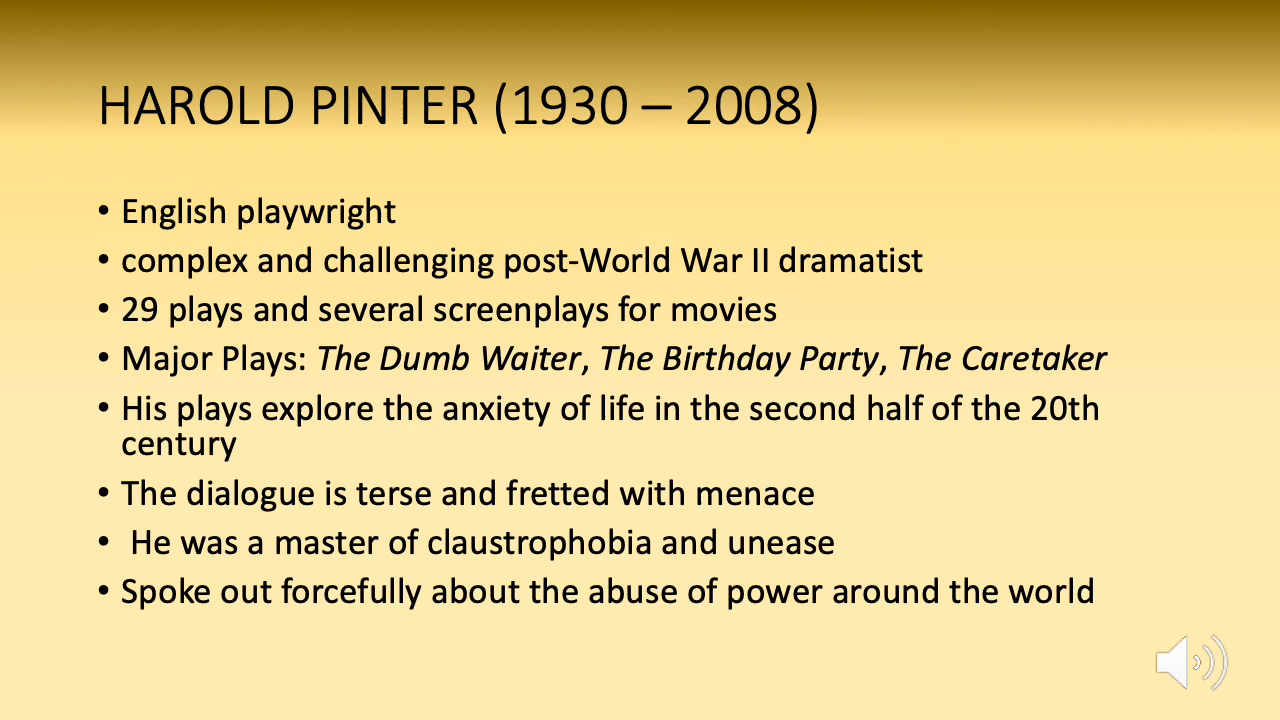 HAROLD PINTER (1930 – 2008)
• English playwright
• complex and challenging post-World War II dramatist
• 29 plays and several screenplays for movies
• Major Plays: The Dumb Waiter, The Birthday Party, The Caretaker
• His plays explore the anxiety of life in the second half of the 20th
century
• The dialogue is terse and fretted with menace
• He was a master of claustrophobia and unease
• Spoke out forcefully about the abuse of power around the world